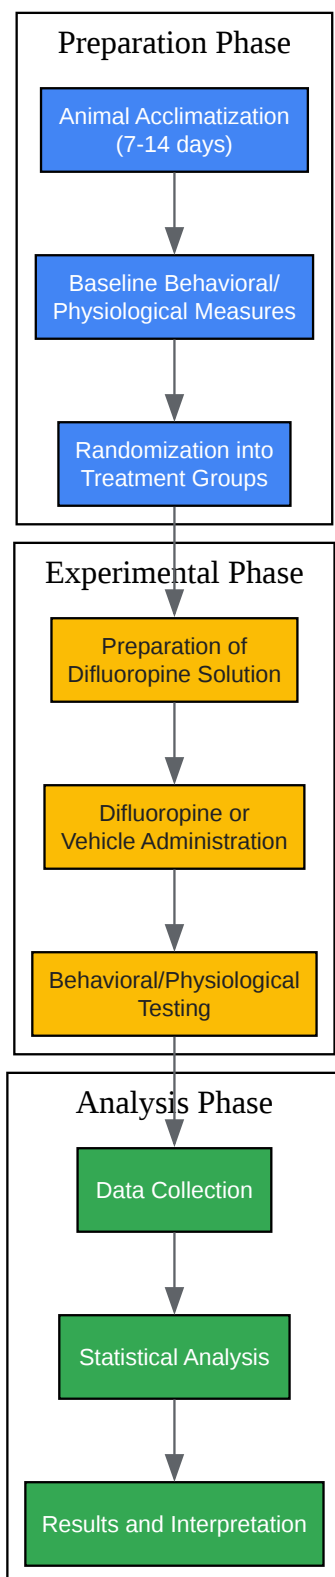 Preparation Phase
Animal Acclimatization
(7-14 days)
Baseline Behavioral/
Physiological Measures
Randomization into
Treatment Groups
Experimental Phase
Preparation of
Difluoropine Solution
Difluoropine or
Vehicle Administration
Behavioral/Physiological
Testing
Analysis Phase
Data Collection
Statistical Analysis
Results and Interpretation